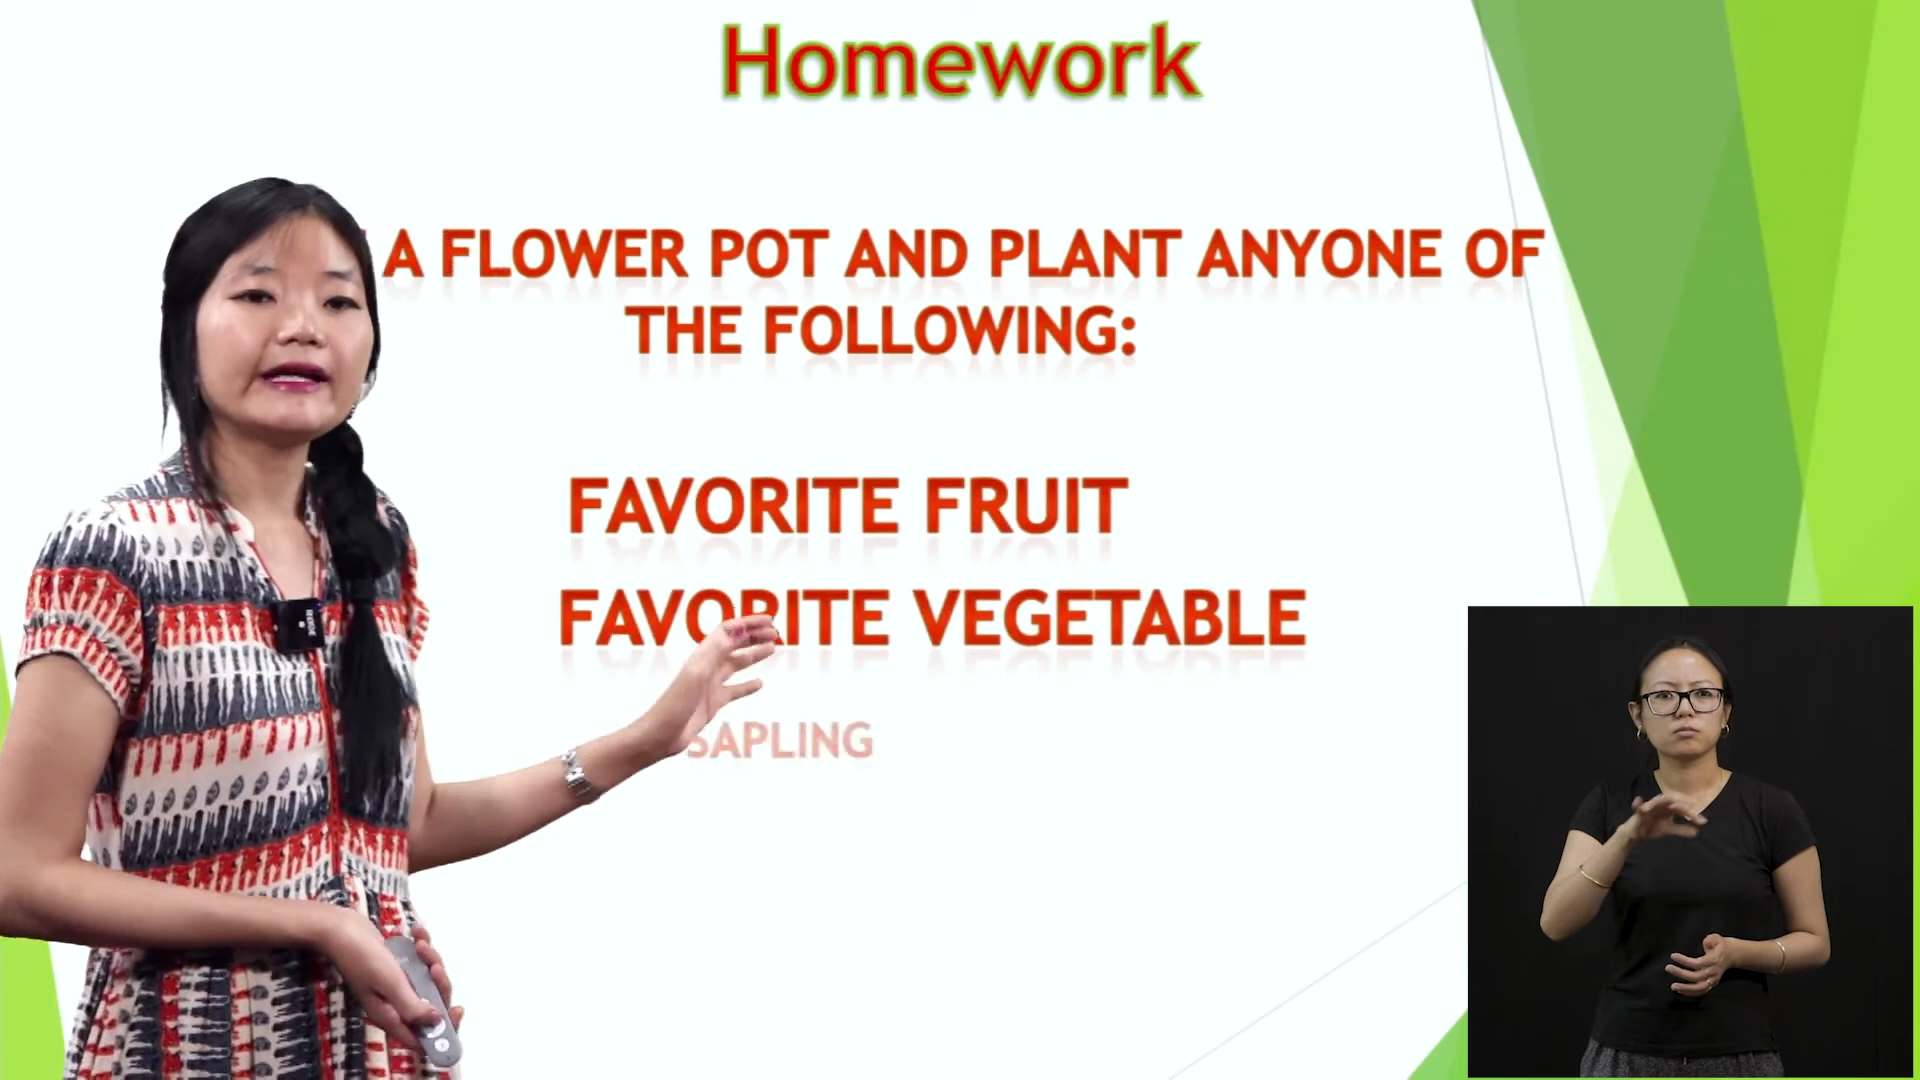 Homework
A FLOWER POT AND PLANT ANYONE OF
THE FOLLOWING:
FAVORITE FRUIT
FAVORITE VEGETABLE
SAPLING